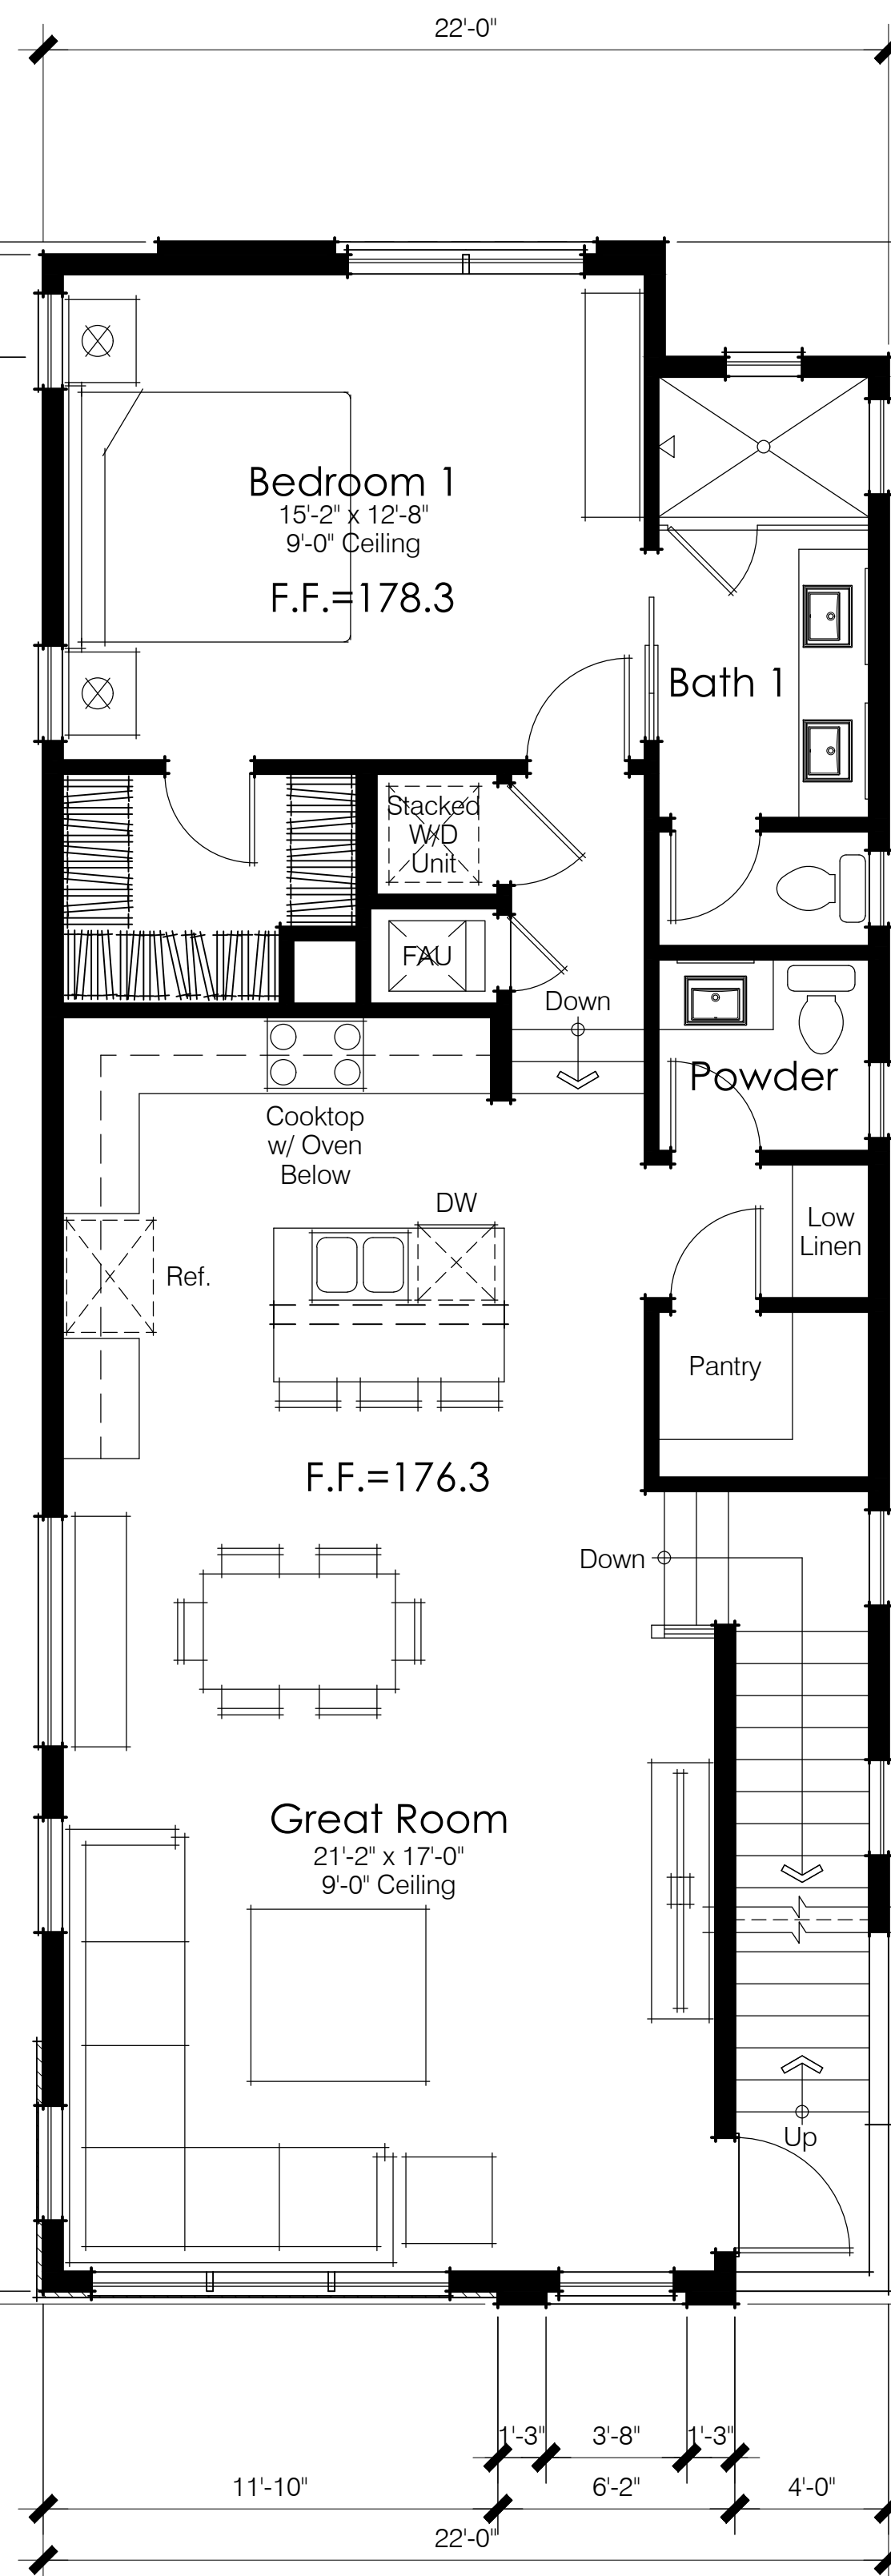 22'-0"
Bedroom 1
15'-2" x 12'-8"
9'-0" Ceiling
F.F.=178.3
Bath 1
Stacked
W/D
Unit
FAU
Down
Powder
Cooktop
w/ Oven
Below
DW
Low
Linen
Ref.
Pantry
F.F.=176.3
Down
Great Room
21'-2" x 17'-0"
9'-0" Ceiling
Up
1'-3" 3'-8" 1'-3"
11'-10" 6'-2" 4'-0"
22'-0"